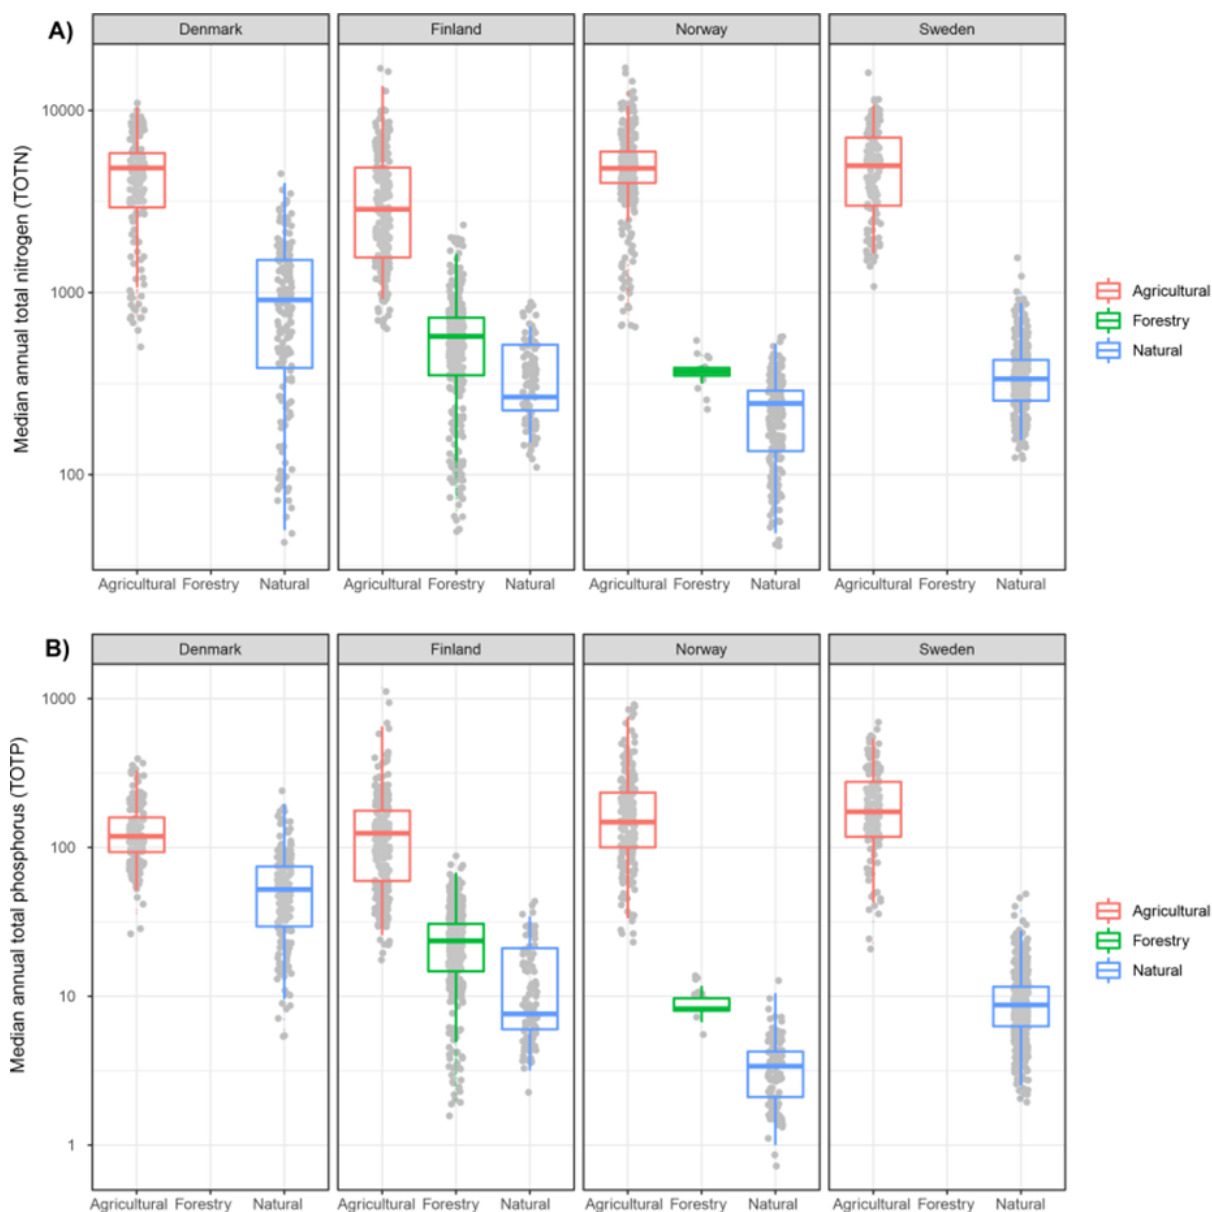 A)
Denmark Finland Norway Sweden
Median annual total nitrogen (TOTN)
10000
1000
100
Agricultural Forestry Natural Agricultural Forestry Natural Agricultural Forestry Natural Agricultural Forestry Natural
Agricultural
Forestry
Natural
B)
Denmark Finland Norway Sweden
Median annual total phosphorus (TOTP)
1000
100
10
1
Agricultural Forestry Natural Agricultural Forestry Natural Agricultural Forestry Natural Agricultural Forestry Natural
Agricultural
Forestry
Natural